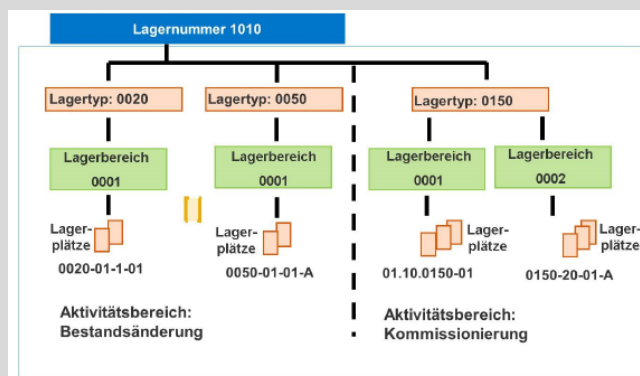 Lagernummer 1010
Lagertyp: 0020
Lagertyp: 0050
Lagertyp: 0150
Lagerbereich
0001
Lagerbereich
0001
Lagerbereich
0001
Lagerbereich
0002
Lager-
plätze
0020-01-1-01
Lager-
plätze
0050-01-01-A
Lager-
plätze
01.10.0150-01
Lager-
plätze
0150-20-01-A
Aktivitätsbereich:
Bestandsänderung
Aktivitätsbereich:
Kommissionierung